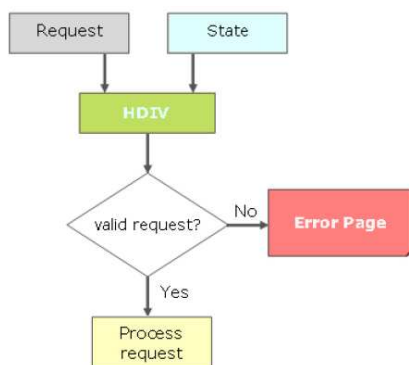 Request
State
HDIV
valid request?
No
Error Page
Yes
Process
request